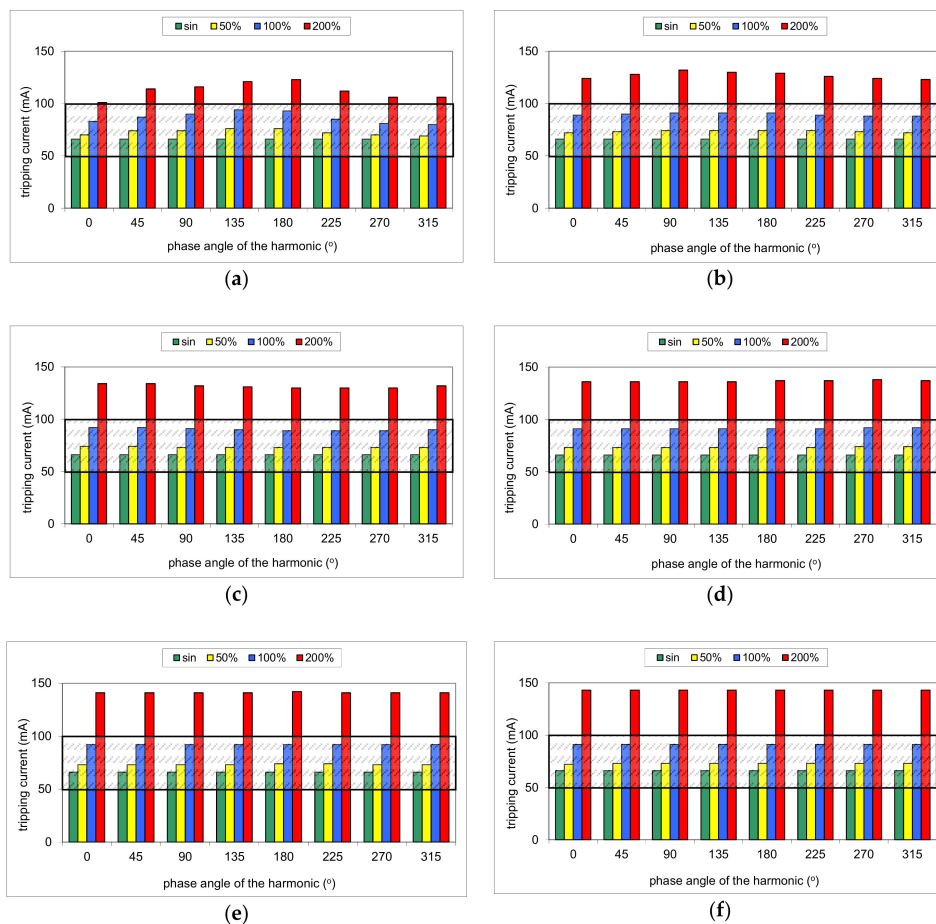 sin 50% 100% 200%
150
100
50
0
tripping current (mA)
0 45 90 135 180 225 270 315
phase angle of the harmonic (o)
(a)
sin 50% 100% 200%
150
100
50
0
tripping current (mA)
0 45 90 135 180 225 270 315
phase angle of the harmonic (o)
(b)
sin 50% 100% 200%
150
100
50
0
tripping current (mA)
0 45 90 135 180 225 270 315
phase angle of the harmonic (o)
(c)
sin 50% 100% 200%
150
100
50
0
tripping current (mA)
0 45 90 135 180 225 270 315
phase angle of the harmonic (o)
(d)
sin 50% 100% 200%
150
100
50
0
tripping current (mA)
0 45 90 135 180 225 270 315
phase angle of the harmonic (o)
(e)
sin 50% 100% 200%
150
100
50
0
tripping current (mA)
0 45 90 135 180 225 270 315
phase angle of the harmonic (o)
(f)